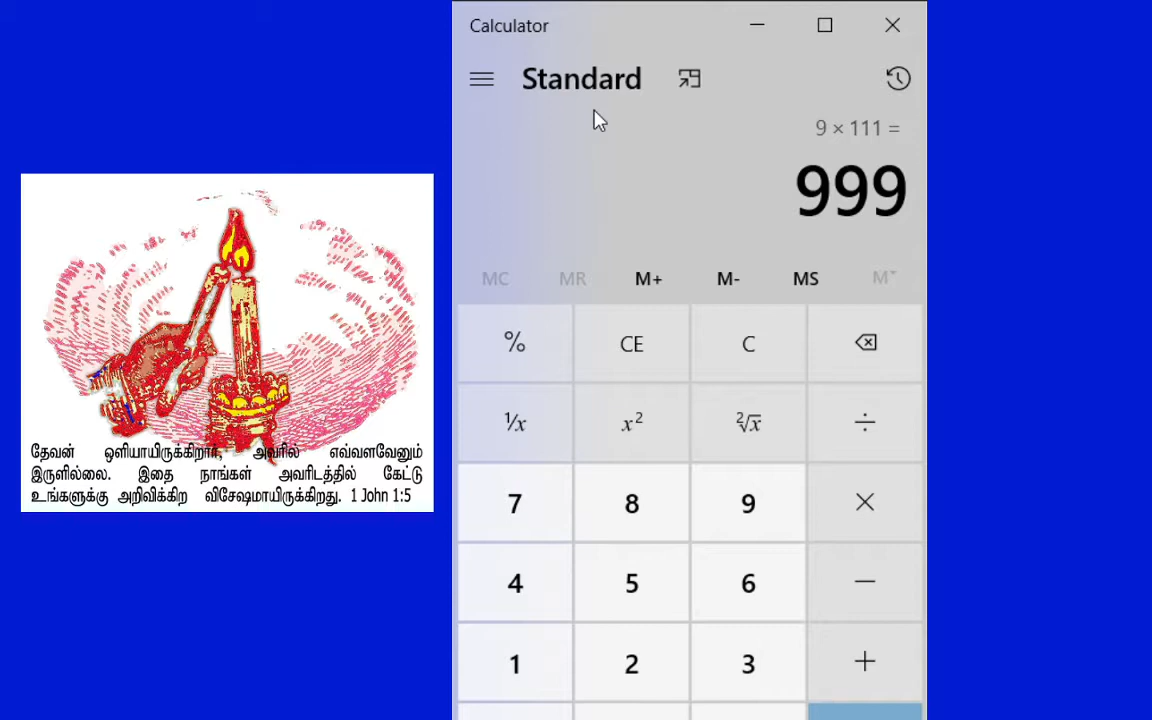 Calculator
Standard
9 × 111 =
999
MC MR M+ M- MS M˅
% CE C
¹/x x² ²√x ÷
7 8 9 ×
4 5 6 −
1 2 3 +
தேவன் ஒளியாயிருக்கிறார், அவரில் எவ்வளவேனும்
இருளில்லை. இதை நாங்கள் அவரிடத்தில் கேட்டு
உங்களுக்கு அறிவிக்கிற விசேஷமாயிருக்கிறது. 1 John 1:5